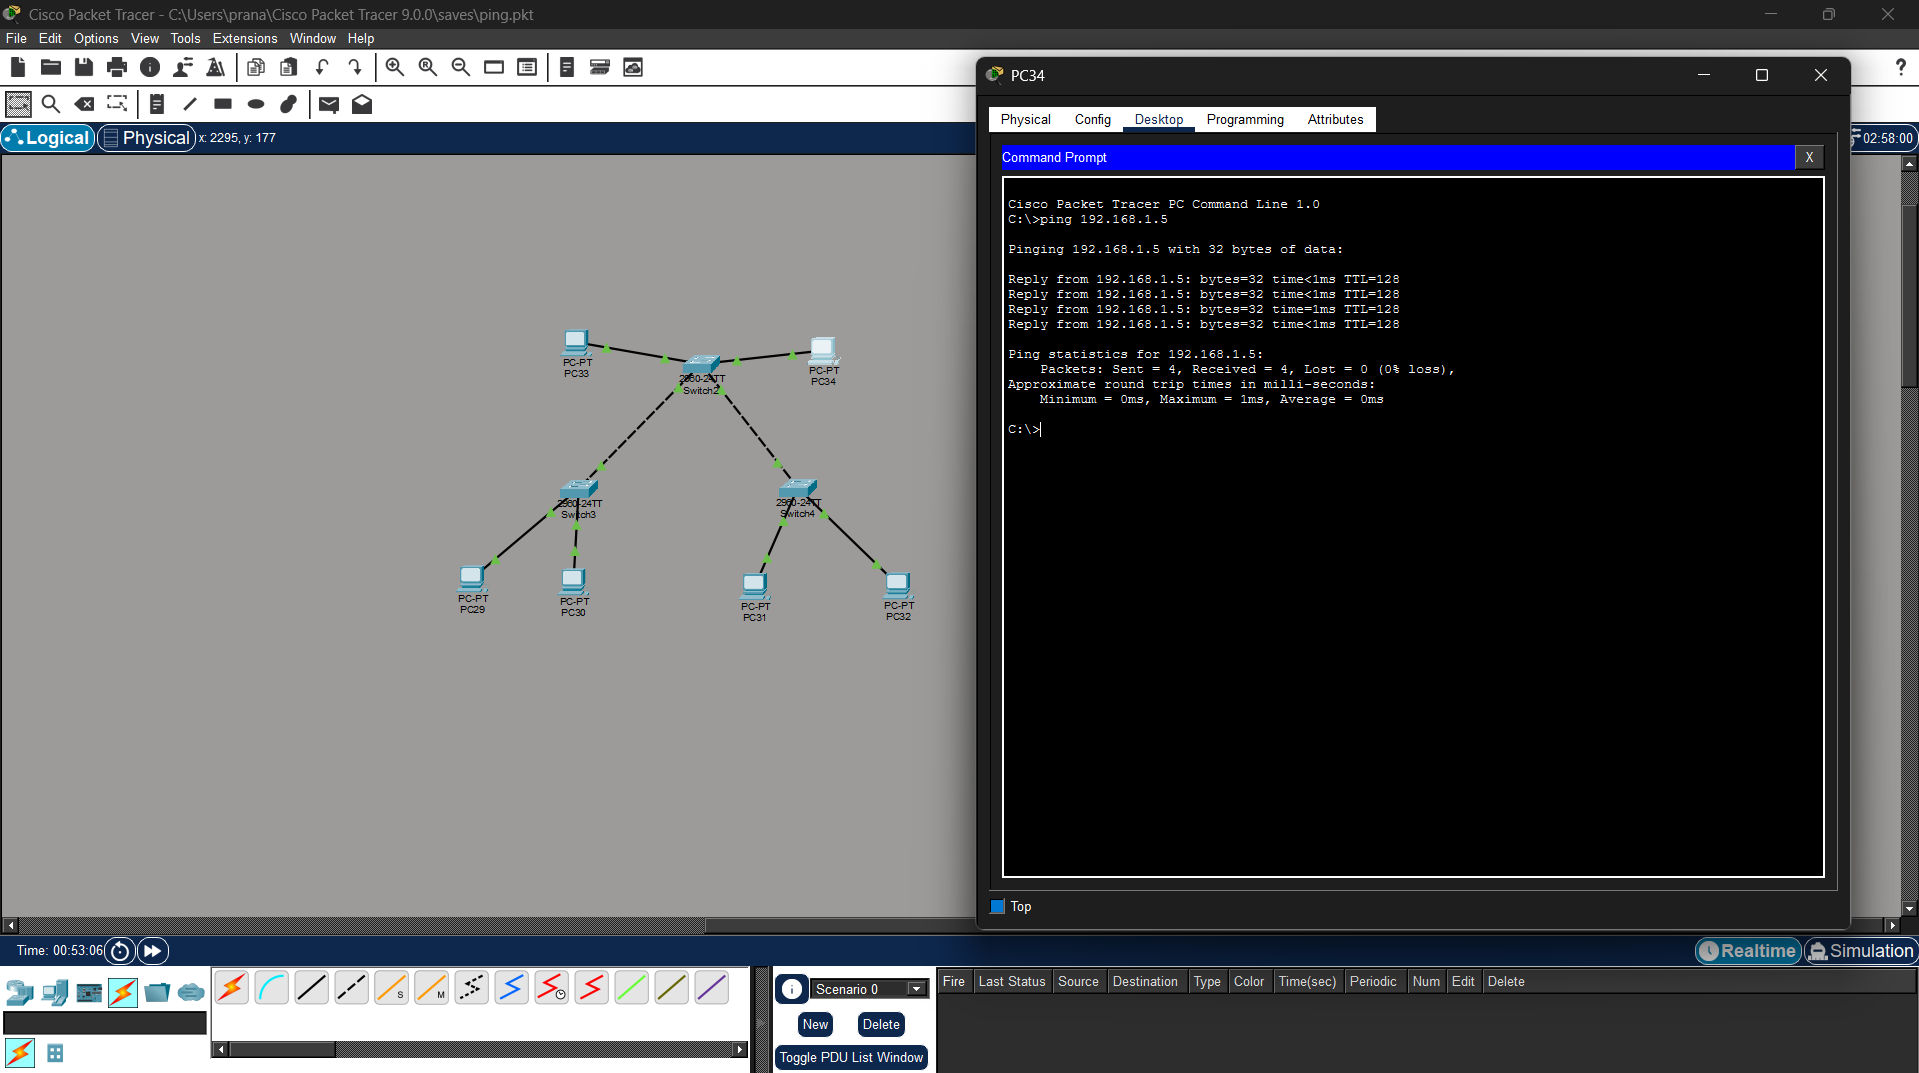 Cisco Packet Tracer - C:\Users\prana\Cisco Packet Tracer 9.0.0\saves\ping.pkt
File Edit Options View Tools Extensions Window Help
?
Logical Physical x: 2295, y: 177
02:58:00
PC34
Physical Config Desktop Programming Attributes
Command Prompt
X
Cisco Packet Tracer PC Command Line 1.0
C:\>ping 192.168.1.5
Pinging 192.168.1.5 with 32 bytes of data:
Reply from 192.168.1.5: bytes=32 time<1ms TTL=128
Reply from 192.168.1.5: bytes=32 time<1ms TTL=128
Reply from 192.168.1.5: bytes=32 time=1ms TTL=128
Reply from 192.168.1.5: bytes=32 time<1ms TTL=128
Ping statistics for 192.168.1.5:
Packets: Sent = 4, Received = 4, Lost = 0 (0% loss),
Approximate round trip times in milli-seconds:
Minimum = 0ms, Maximum = 1ms, Average = 0ms
C:\>
Top
PC-PT
PC33
2960-24TT
Switch2
PC-PT
PC34
2960-24TT
Switch3
2960-24TT
Switch4
PC-PT
PC29
PC-PT
PC30
PC-PT
PC31
PC-PT
PC32
Time: 00:53:06
Realtime Simulation
S
M
Scenario 0
New Delete
Toggle PDU List Window
Fire Last Status Source Destination Type Color Time(sec) Periodic Num Edit Delete